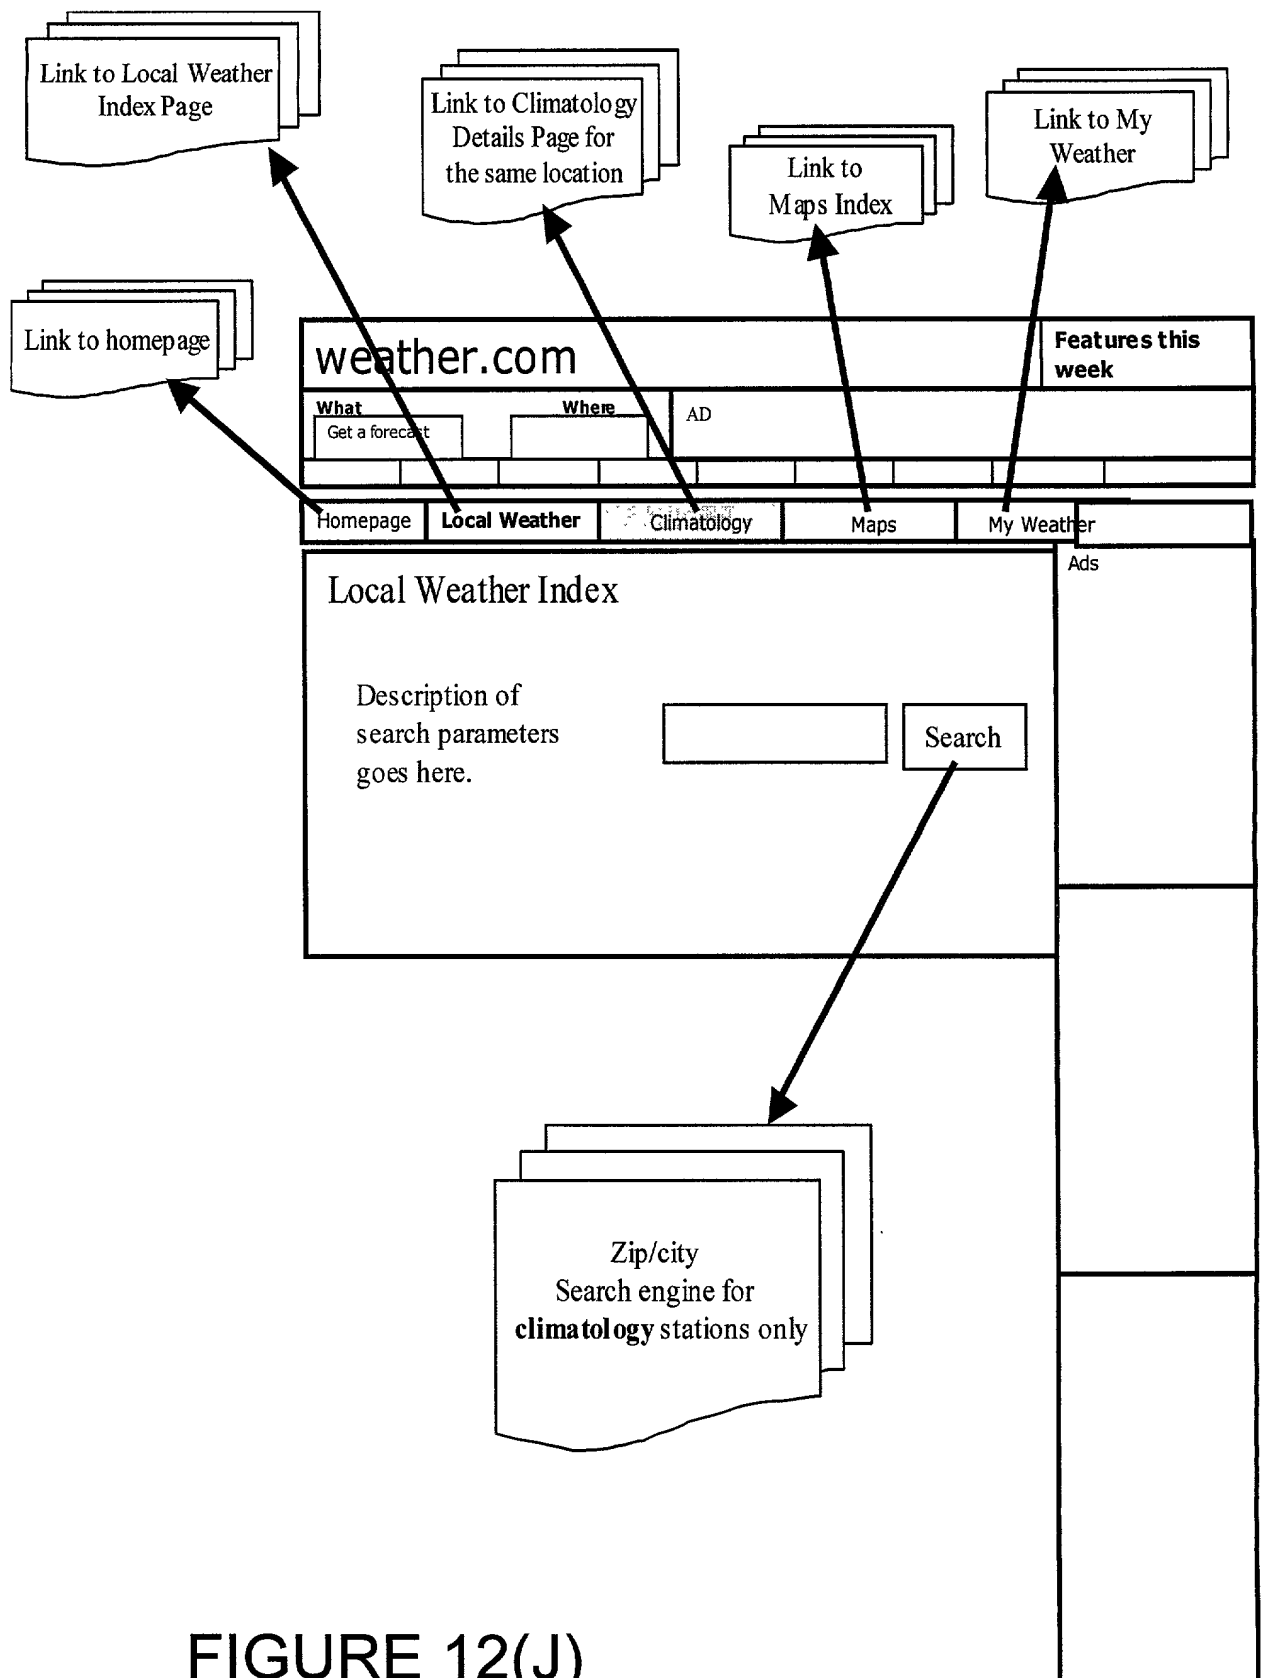 Link to Local Weather
Index Page
Link to Climatology
Details Page for
the same location
Link to
Maps Index
Link to My
Weather
Link to homepage
weather.com
Features this
week
What
Where
Get a forecast
AD
Homepage
Local Weather
Climatology
Maps
My Weather
Ads
Local Weather Index
Description of
search parameters
goes here.
Search
Zip/city
Search engine for
climatology stations only
FIGURE 12(J)